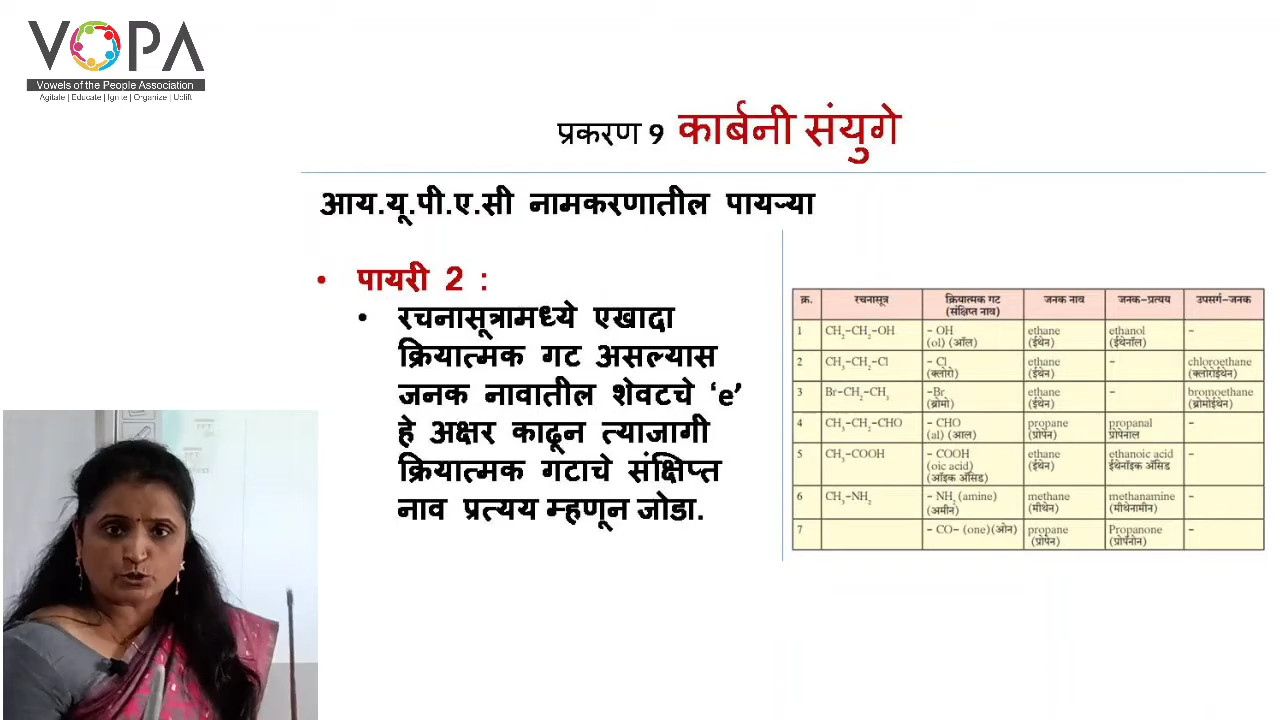 VOPA
Vowels of the People Association
Agitate | Educate | Ignite | Organize | Uplift
प्रकरण 9 कार्बनी संयुगे
आय.यू.पी.ए.सी नामकरणातील पायऱ्या
• पायरी 2 :
• रचनासूत्रामध्ये एखादा
क्रियात्मक गट असल्यास
जनक नावातील शेवटचे ‘e’
हे अक्षर काढून त्याजागी
क्रियात्मक गटाचे संक्षिप्त
नाव प्रत्यय म्हणून जोडा.
क्र. रचनासूत्र क्रियात्मक गट (संक्षिप्त नाव) जनक नाव जनक-प्रत्यय उपसर्ग-जनक
1 CH₂-CH₂-OH - OH ethane ethanol -
(ol) (ऑल) (ईथेन) (ईथेनॉल)
2 CH₃-CH₂-Cl - Cl ethane - chloroethane
(क्लोरो) (ईथेन) (क्लोरोईथेन)
3 Br-CH₂-CH₃ -Br ethane - bromoethane
(ब्रोमो) (ईथेन) (ब्रोमोईथेन)
4 CH₃-CH₂-CHO - CHO propane propanal -
(al) (आल) (प्रोपेन) प्रोपेनाल
5 CH₃-COOH - COOH ethane ethanoic acid -
(oic acid) (ईथेन) ईथेनॉइक ॲसिड
(ऑइक ॲसिड)
6 CH₃-NH₂ - NH₂ (amine) methane methanamine -
(अमीन) (मीथेन) (मीथेनामीन)
7 - CO- (one) (ओन) propane Propanone -
(प्रोपेन) (प्रोपेनोन)